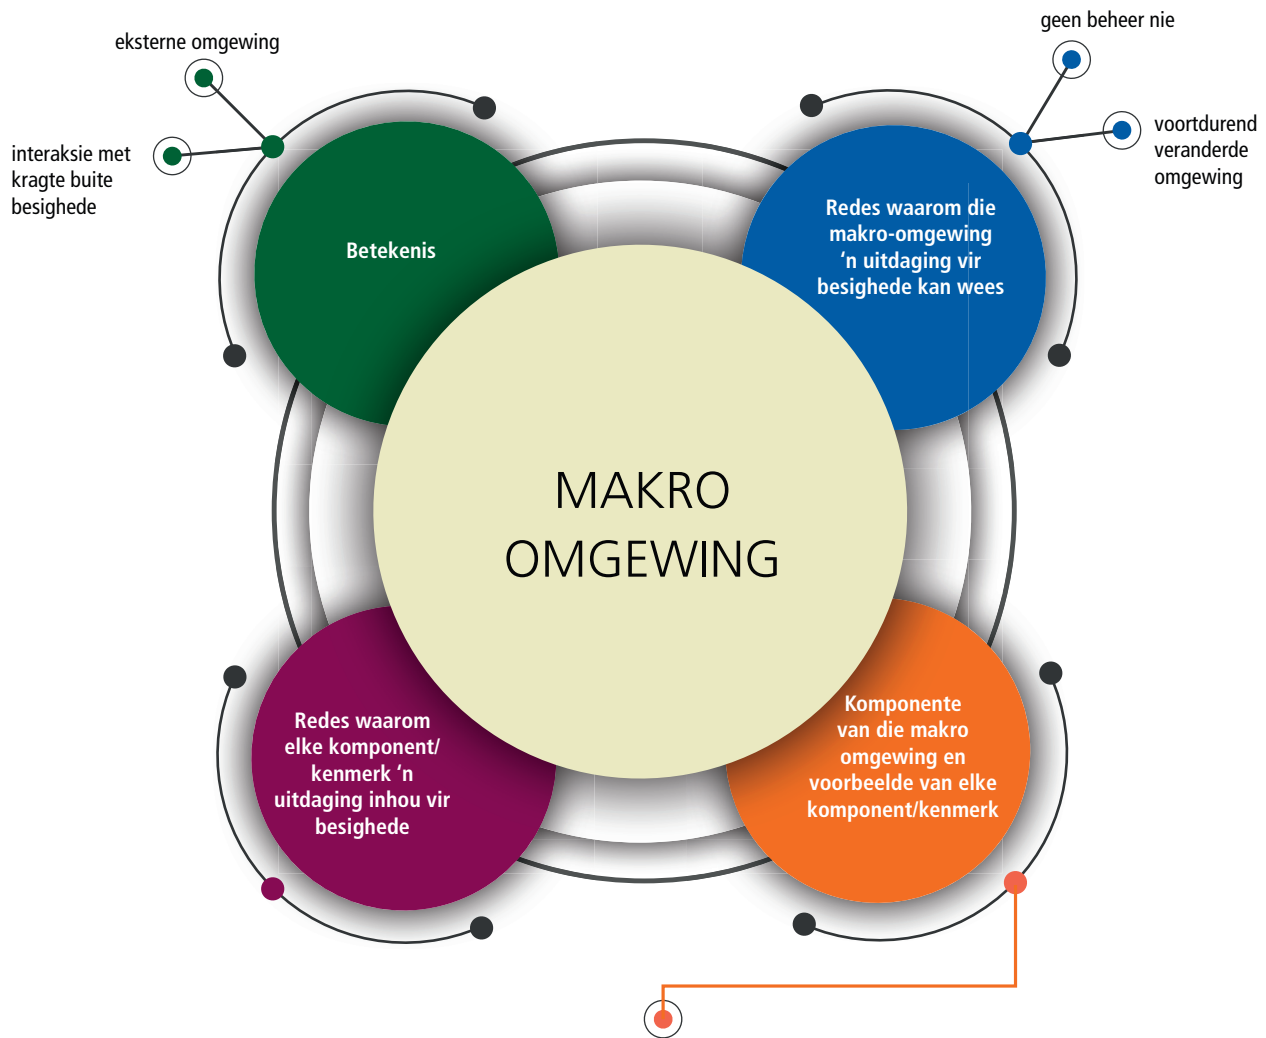 eksterne omgewing
interaksie met
kragte buite
besighede
geen beheer nie
voortdurend
veranderde
omgewing
Betekenis
Redes waarom die
makro-omgewing
‘n uitdaging vir
besighede kan wees
MAKRO
OMGEWING
Redes waarom
elke komponent/
kenmerk ‘n
uitdaging inhou vir
besighede
Komponente
van die makro
omgewing en
voorbeelde van elke
komponent/kenmerk